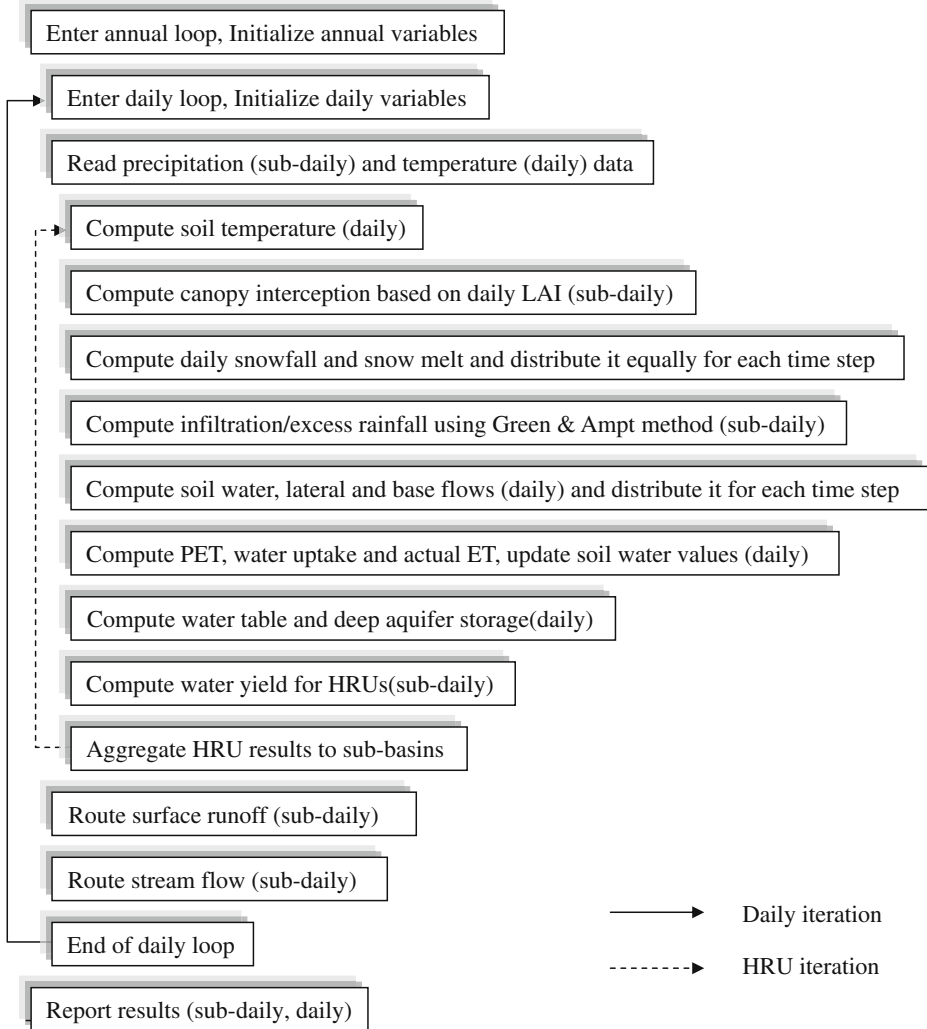 Enter annual loop, Initialize annual variables
Enter daily loop, Initialize daily variables
Read precipitation (sub-daily) and temperature (daily) data
Compute soil temperature (daily)
Compute canopy interception based on daily LAI (sub-daily)
Compute daily snowfall and snow melt and distribute it equally for each time step
Compute infiltration/excess rainfall using Green & Ampt method (sub-daily)
Compute soil water, lateral and base flows (daily) and distribute it for each time step
Compute PET, water uptake and actual ET, update soil water values (daily)
Compute water table and deep aquifer storage(daily)
Compute water yield for HRUs(sub-daily)
Aggregate HRU results to sub-basins
Route surface runoff (sub-daily)
Route stream flow (sub-daily)
End of daily loop
Report results (sub-daily, daily)
Daily iteration
HRU iteration